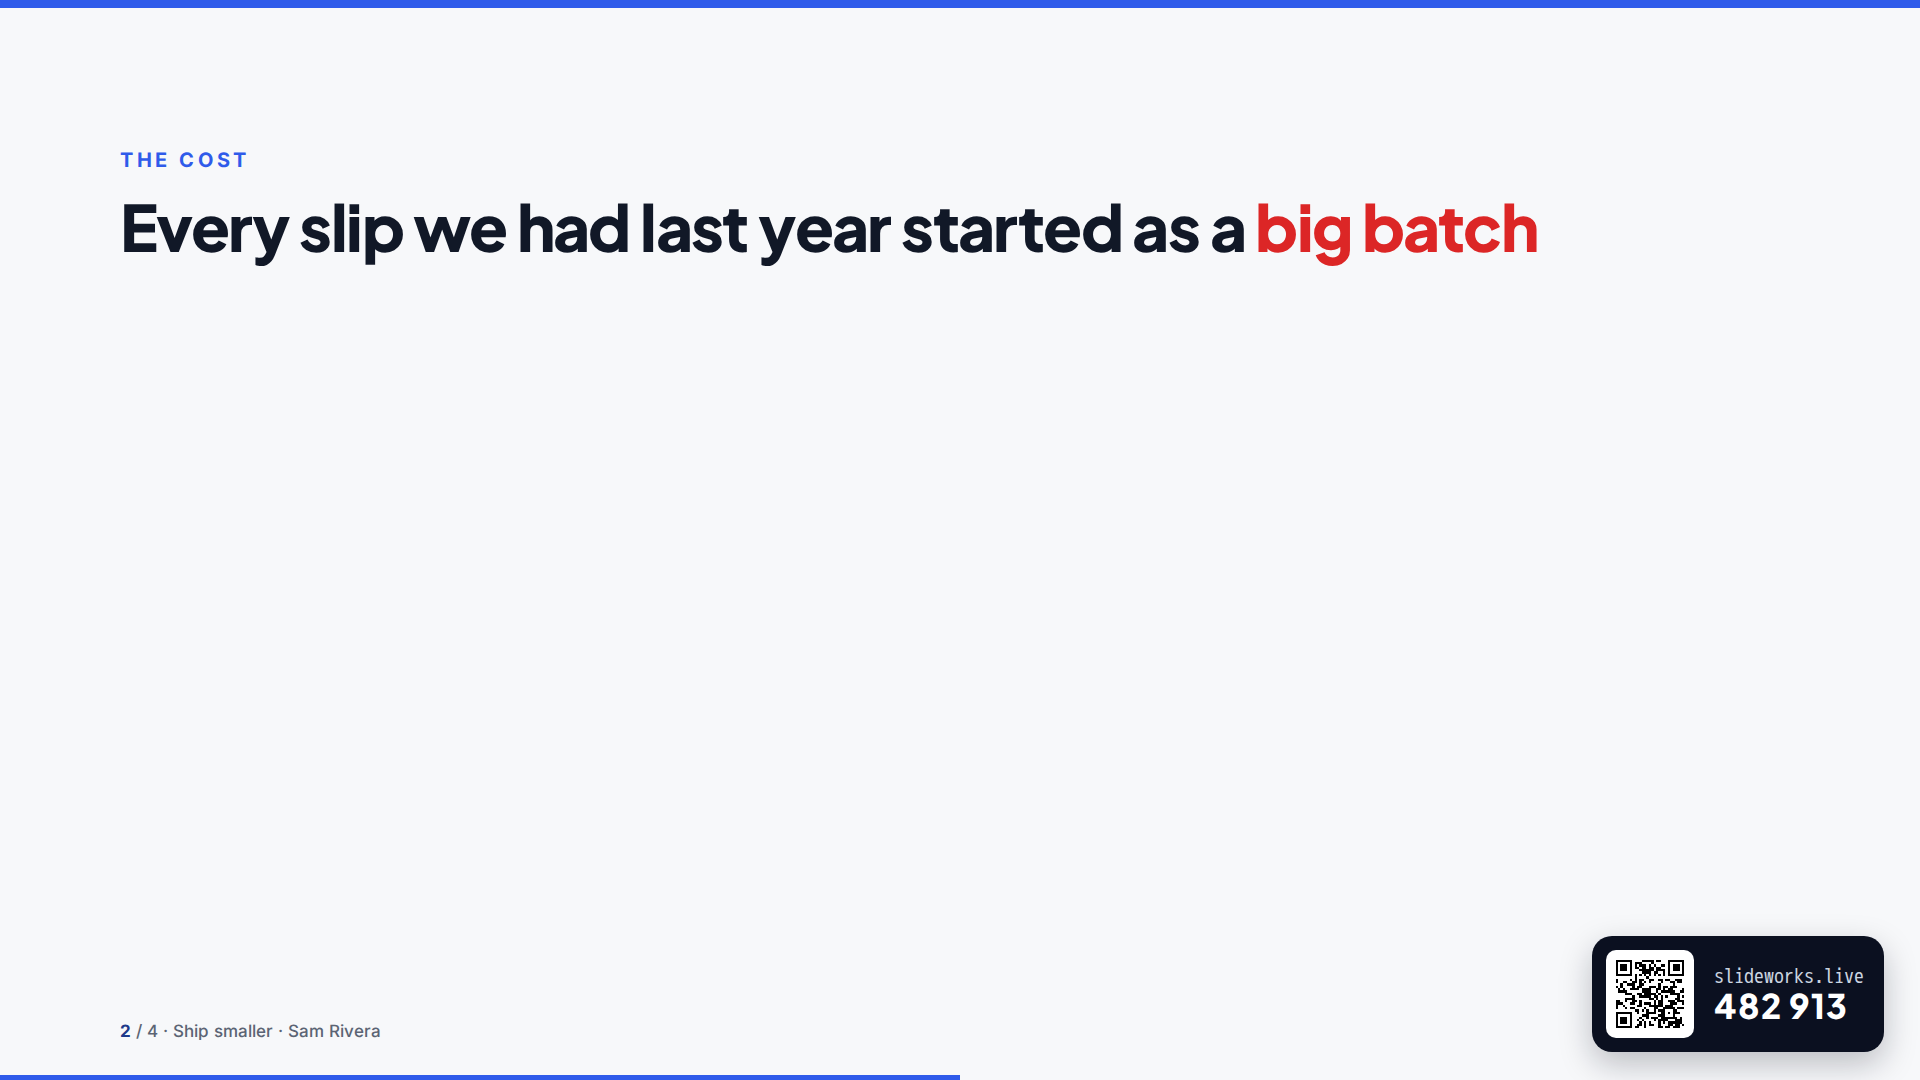 THE COST
Every slip we had last year started as a big batch
slideworks.live
482 913
2 / 4 · Ship smaller · Sam Rivera